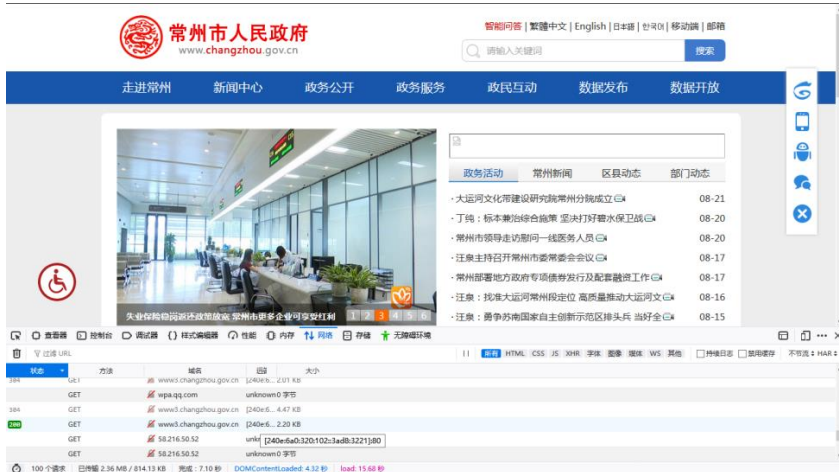 常州市人民政府
www.changzhou.gov.cn
智能问答 | 繁體中文 | English | 日本語 | 한국어 | 移动端 | 邮箱
请输入关键词
搜索
走进常州 新闻中心 政务公开 政务服务 政民互动 数据发布 数据开放
政务活动 常州新闻 区县动态 部门动态
·大运河文化带建设研究院常州分院成立 08-21
·丁纯：标本兼治综合施策 坚决打好碧水保卫战 08-20
·常州市领导走访慰问一线医务人员 08-20
·汪泉主持召开常州市委常委会会议 08-17
·常州部署地方政府专项债券发行及配套融资工作 08-17
·汪泉：找准大运河常州段定位 高质量推动大运河文 08-16
·汪泉：勇争苏南国家自主创新示范区排头兵 当好全 08-15
失业保险稳岗返还政策放宽 常州市更多企业可享受红利 1 2 3 4 5 6
查看器 控制台 调试器 {} 样式编辑器 性能 内存 网络 存储 无障碍环境
过滤 URL
所有 HTML CSS JS XHR 字体 图像 媒体 WS 其他 持续日志 禁用缓存 不节流 HAR
状态 方法 域名 大小
304 GET www3.changzhou.gov.cn [240e:6... 2.01 KB
GET wpa.qq.com unknown 0 字节
304 GET www3.changzhou.gov.cn [240e:6... 4.47 KB
200 GET www3.changzhou.gov.cn [240e:6... 2.20 KB
GET 58.216.50.52 [240e:6a0:320:102::3ad8:3221]:80
GET 58.216.50.52 unknown 0 字节
100 个请求 已传输 2.36 MB / 814.13 KB 完成：7.10 秒 DOMContentLoaded: 4.32 秒 load: 15.68 秒